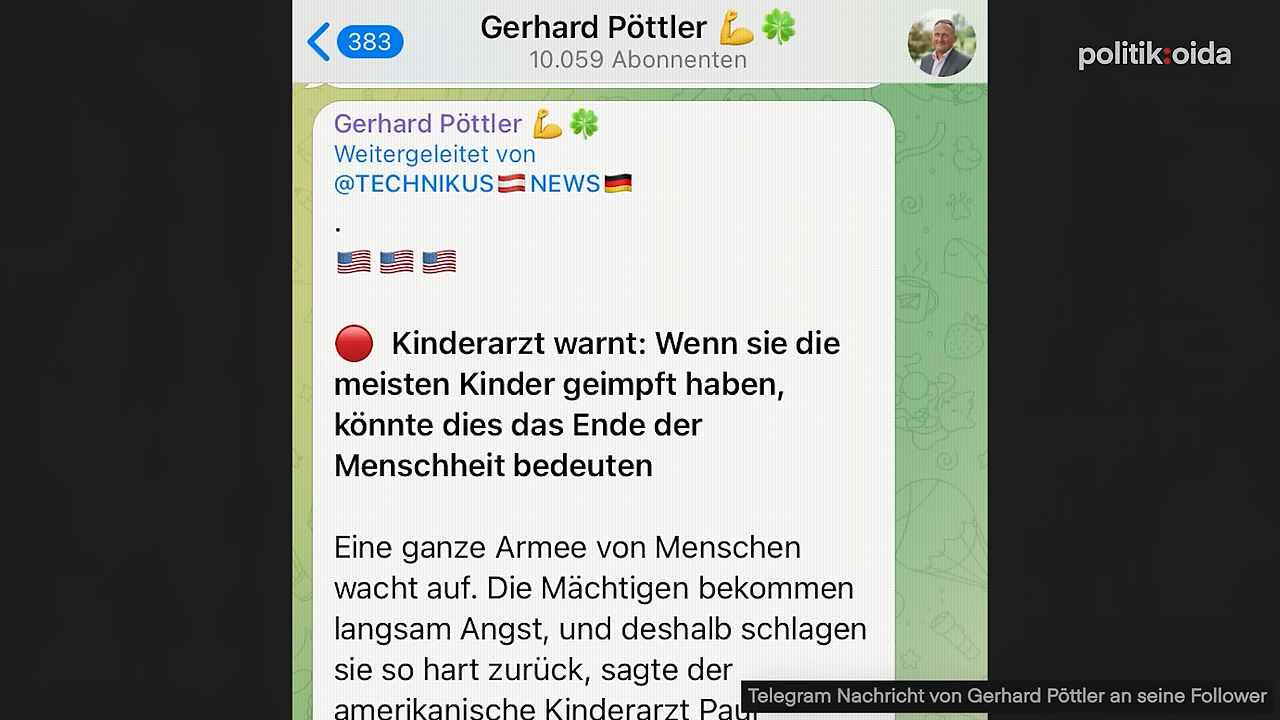 383
Gerhard Pöttler 💪🍀
10.059 Abonnenten
politik:oida
Gerhard Pöttler 💪🍀
Weitergeleitet von
@TECHNIKUS🇦🇹NEWS🇩🇪
.
🇺🇸🇺🇸🇺🇸
🔴 Kinderarzt warnt: Wenn sie die
meisten Kinder geimpft haben,
könnte dies das Ende der
Menschheit bedeuten
Eine ganze Armee von Menschen
wacht auf. Die Mächtigen bekommen
langsam Angst, und deshalb schlagen
sie so hart zurück, sagte der
amerikanische Kinderarzt Paul
Telegram Nachricht von Gerhard Pöttler an seine Follower